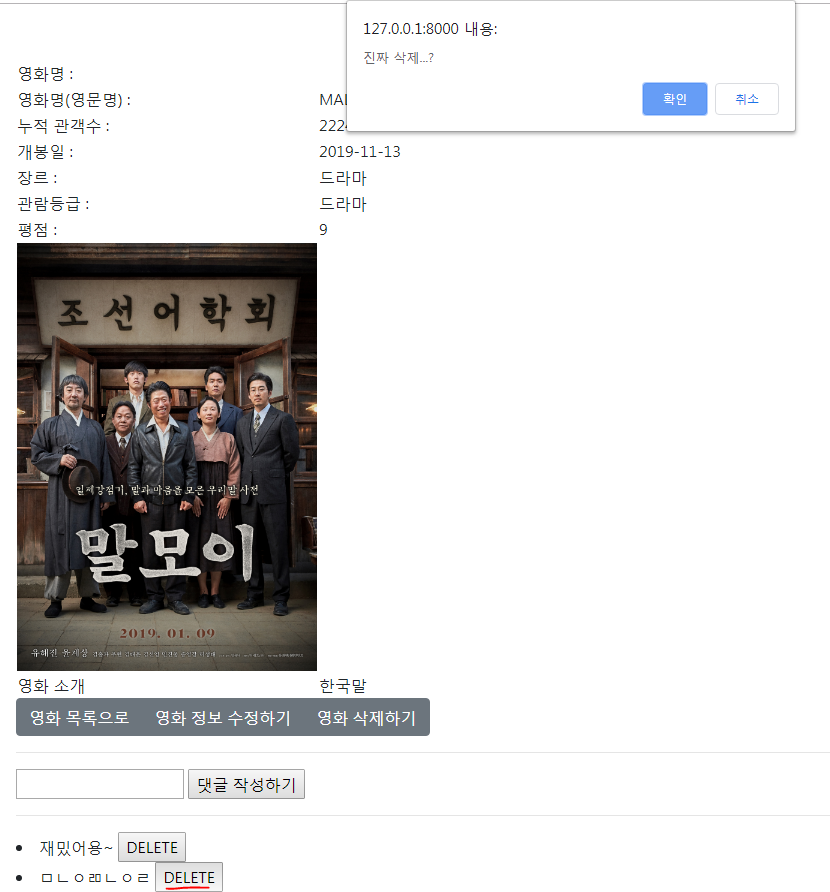 127.0.0.1:8000 내용:
진짜 삭제...?
확인 취소
영화명 :
영화명(영문명) : MAL
누적 관객수 : 222
개봉일 : 2019-11-13
장르 : 드라마
관람등급 : 드라마
평점 : 9
조선어학회
일제강점기, 말과 마음을 모은 우리말 사전
말모이
2019. 01. 09
유해진 윤계상
영화 소개 한국말
영화 목록으로 영화 정보 수정하기 영화 삭제하기
댓글 작성하기
재밌어용~ DELETE
ㅁㄴㅇㄻㄴㅇㄹ DELETE